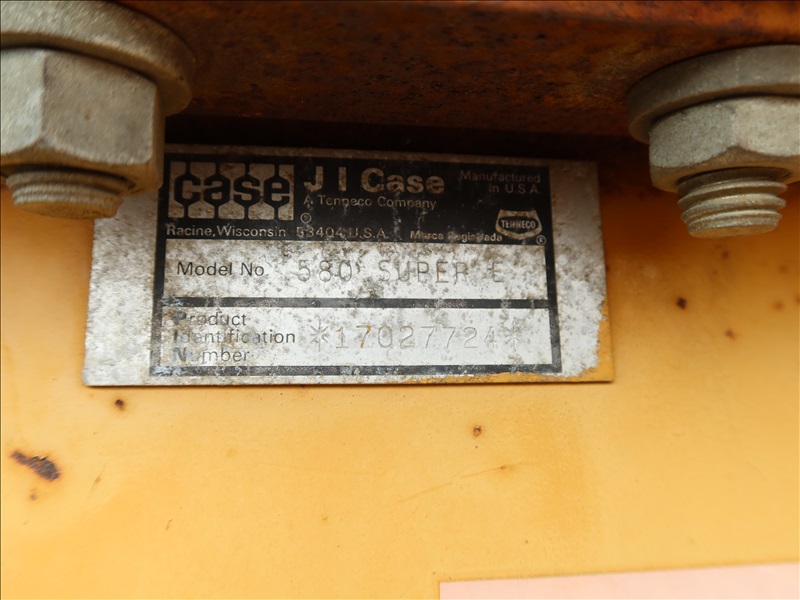 case
J I Case
Manufactured
in U.S.A.
A Tenneco Company
®
Racine, Wisconsin 53404 U.S.A.
Marca Registrada
TENNECO
®
Model No. 580 SUPER E
Product
Identification
Number
*17027724*